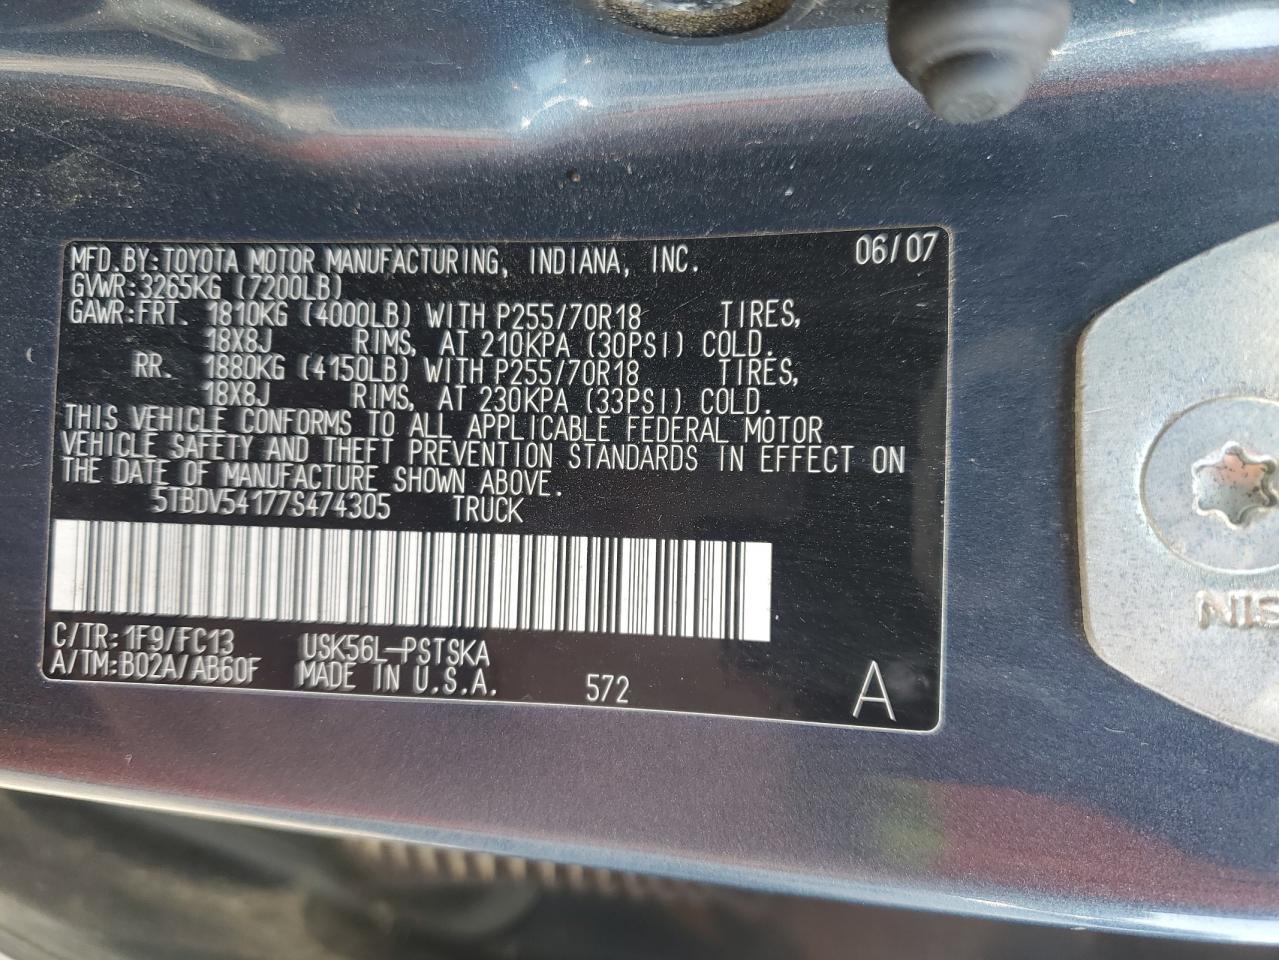 MFD.BY:TOYOTA MOTOR MANUFACTURING, INDIANA, INC. 06/07
GVWR:3265KG (7200LB)
GAWR:FRT. 1810KG (4000LB) WITH P255/70R18 TIRES,
18X8J RIMS, AT 210KPA (30PSI) COLD.
RR. 1880KG (4150LB) WITH P255/70R18 TIRES,
18X8J RIMS, AT 230KPA (33PSI) COLD.
THIS VEHICLE CONFORMS TO ALL APPLICABLE FEDERAL MOTOR
VEHICLE SAFETY AND THEFT PREVENTION STANDARDS IN EFFECT ON
THE DATE OF MANUFACTURE SHOWN ABOVE.
5TBDV54177S474305 TRUCK
C/TR:1F9/FC13 USK56L-PSTSKA
A/TM:B02A/AB60F MADE IN U.S.A. 572 A